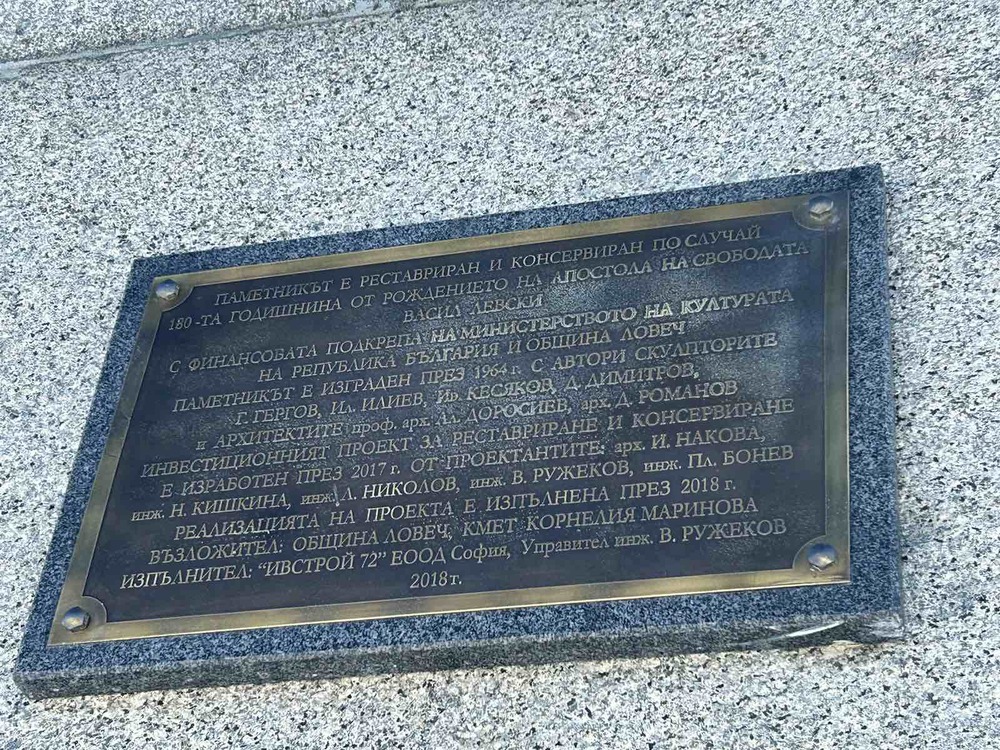 ПАМЕТНИКЪТ Е РЕСТАВРИРАН И КОНСЕРВИРАН ПО СЛУЧАЙ
180 -ТА ГОДИШНИНА ОТ РОЖДЕНИЕТО НА АПОСТОЛА НА СВОБОДАТА
ВАСИЛ ЛЕВСКИ
С ФИНАНСОВАТА ПОДКРЕПА НА МИНИСТЕРСТВОТО НА КУЛТУРАТА
НА РЕПУБЛИКА БЪЛГАРИЯ И ОБЩИНА ЛОВЕЧ
ПАМЕТНИКЪТ Е ИЗГРАДЕН ПРЕЗ 1964 г. С АВТОРИ СКУЛПТОРИТЕ
Г. ГЕРГОВ, Ил. ИЛИЕВ, Ив. КЕСЯКОВ, Д. ДИМИТРОВ,
и АРХИТЕКТИТЕ проф. арх. Л. ДОРОСИЕВ, арх. Д. РОМАНОВ
ИНВЕСТИЦИОННИЯТ ПРОЕКТ ЗА РЕСТАВРИРАНЕ И КОНСЕРВИРАНЕ
Е ИЗРАБОТЕН ПРЕЗ 2017 г. ОТ ПРОЕКТАНТИТЕ: арх. И. НАКОВА,
инж. Н. КИШКИНА, инж. Л. НИКОЛОВ, инж. В. РУЖЕКОВ, инж. Пл. БОНЕВ
РЕАЛИЗАЦИЯТА НА ПРОЕКТА Е ИЗПЪЛНЕНА ПРЕЗ 2018 г.
ВЪЗЛОЖИТЕЛ: ОБЩИНА ЛОВЕЧ, КМЕТ КОРНЕЛИЯ МАРИНОВА
ИЗПЪЛНИТЕЛ: "ИВСТРОЙ 72" ЕООД София, Управител инж. В. РУЖЕКОВ
2018 г.